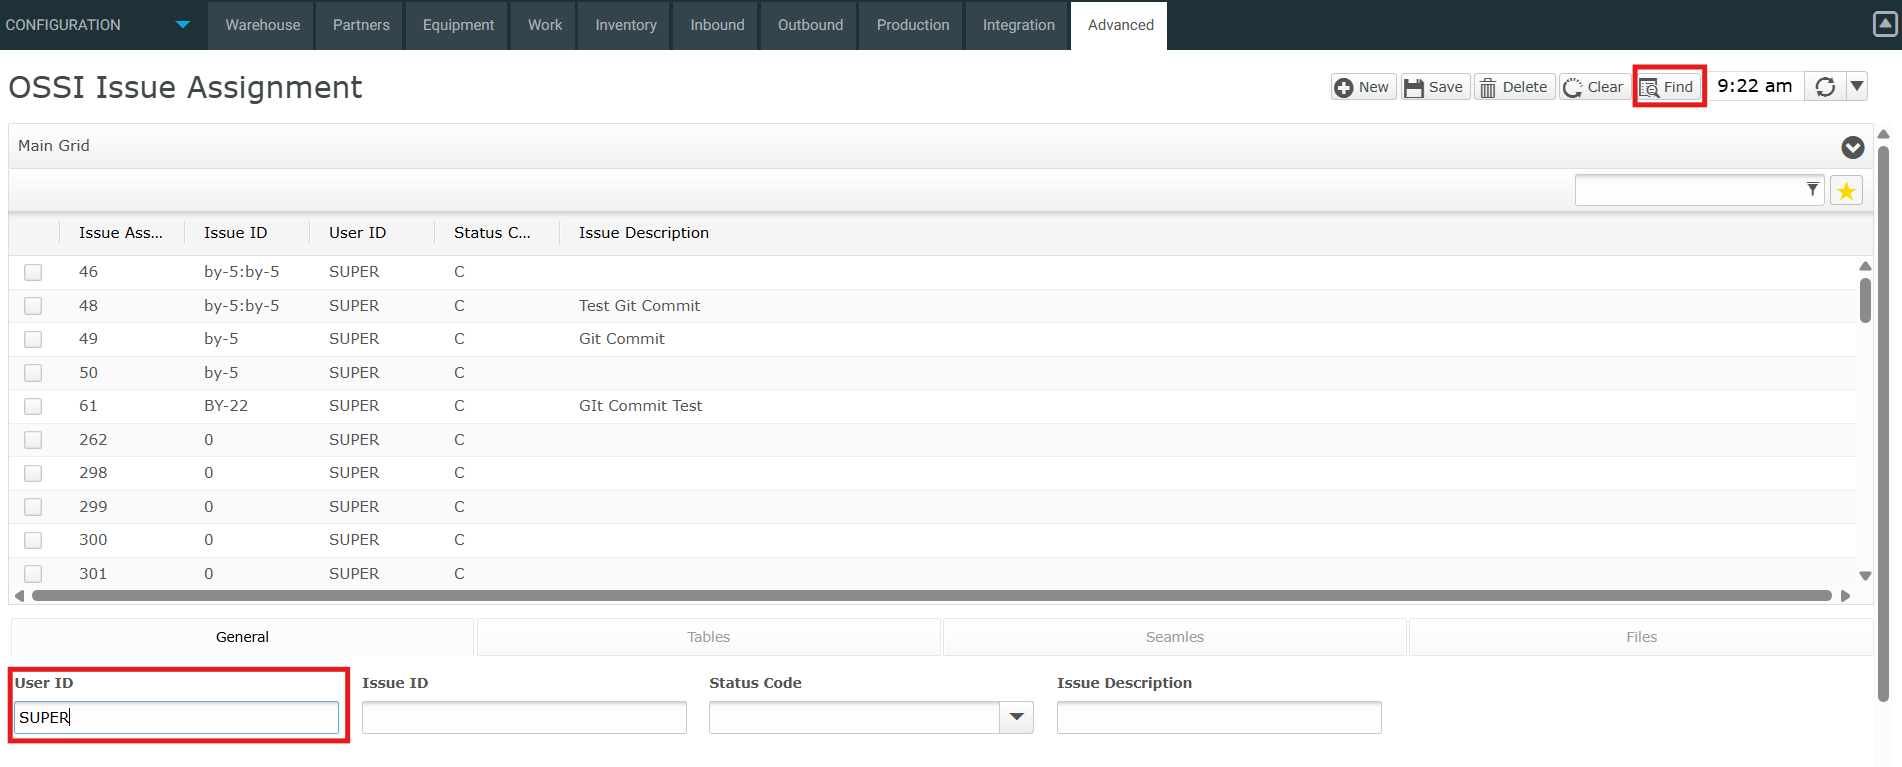 CONFIGURATION Warehouse Partners Equipment Work Inventory Inbound Outbound Production Integration Advanced
OSSI Issue Assignment
New Save Delete Clear Find 9:22 am
Main Grid
Issue Ass... Issue ID User ID Status C... Issue Description
46 by-5:by-5 SUPER C
48 by-5:by-5 SUPER C Test Git Commit
49 by-5 SUPER C Git Commit
50 by-5 SUPER C
61 BY-22 SUPER C GIt Commit Test
262 0 SUPER C
298 0 SUPER C
299 0 SUPER C
300 0 SUPER C
301 0 SUPER C
General Tables Seamles Files
User ID Issue ID Status Code Issue Description
SUPER